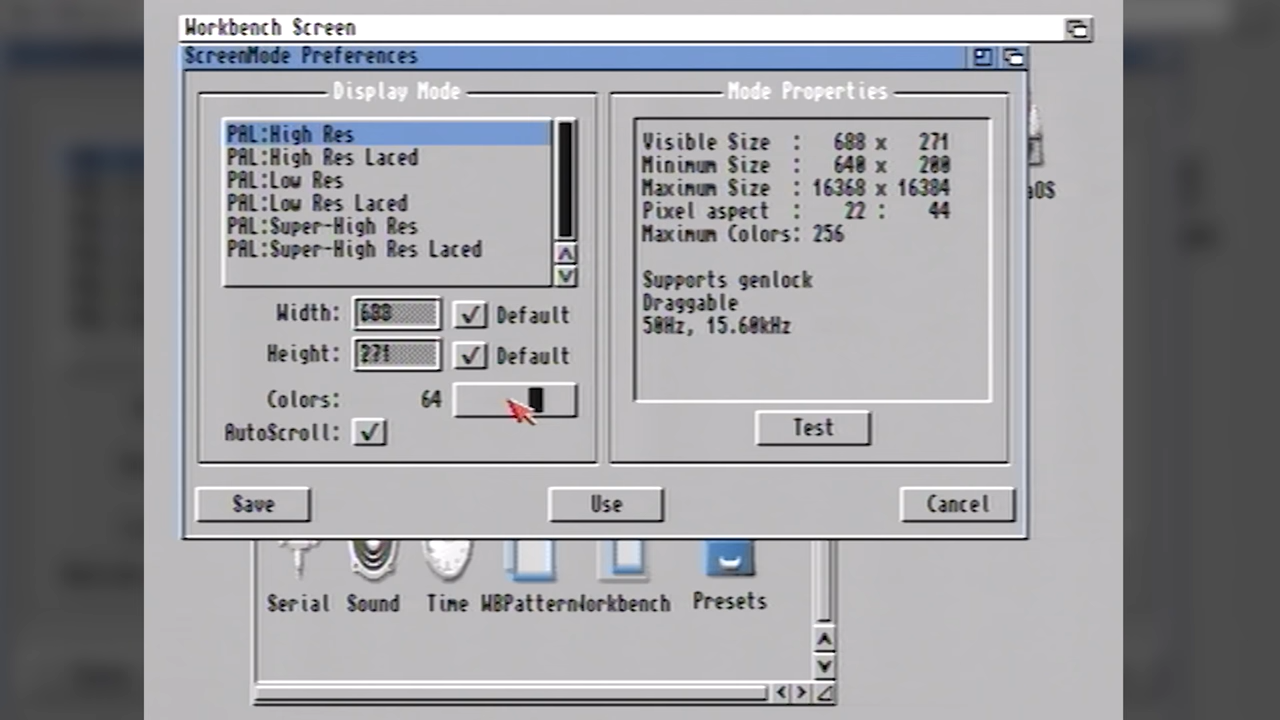 Workbench Screen
ScreenMode Preferences
Display Mode
PAL:High Res
PAL:High Res Laced
PAL:Low Res
PAL:Low Res Laced
PAL:Super-High Res
PAL:Super-High Res Laced
Width: 688 ✓ Default
Height: 271 ✓ Default
Colors: 64
AutoScroll: ✓
Mode Properties
Visible Size : 688 x 271
Minimum Size : 640 x 200
Maximum Size : 16368 x 16384
Pixel aspect : 22 : 44
Maximum Colors: 256
Supports genlock
Draggable
50Hz, 15.60kHz
Test
Save Use Cancel
aOS
Serial Sound Time WBPattern Workbench Presets